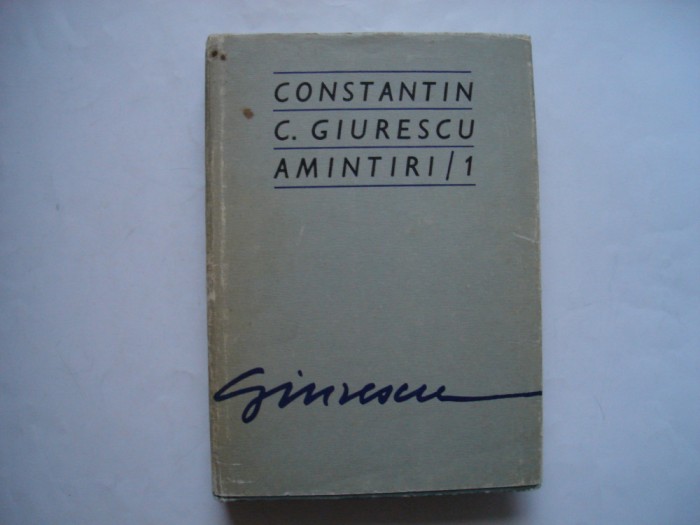 CONSTANTIN
C. GIURESCU
AMINTIRI/1
Giurescu